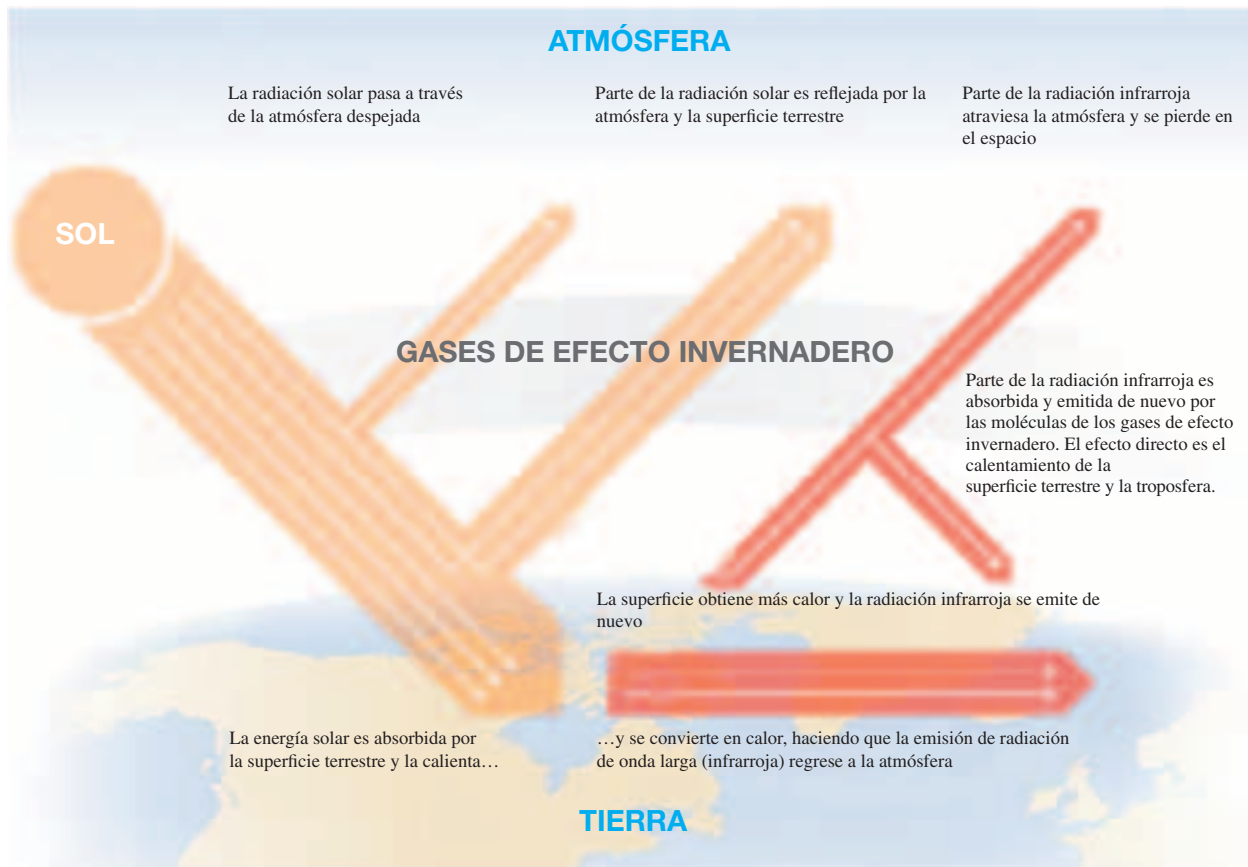 ATMÓSFERA
La radiación solar pasa a través
de la atmósfera despejada
Parte de la radiación solar es reflejada por la
atmósfera y la superficie terrestre
Parte de la radiación infrarroja
atraviesa la atmósfera y se pierde en
el espacio
SOL
GASES DE EFECTO INVERNADERO
Parte de la radiación infrarroja es
absorbida y emitida de nuevo por
las moléculas de los gases de efecto
invernadero. El efecto directo es el
calentamiento de la
superficie terrestre y la troposfera.
La superficie obtiene más calor y la radiación infrarroja se emite de
nuevo
La energía solar es absorbida por
la superficie terrestre y la calienta…
…y se convierte en calor, haciendo que la emisión de radiación
de onda larga (infrarroja) regrese a la atmósfera
TIERRA